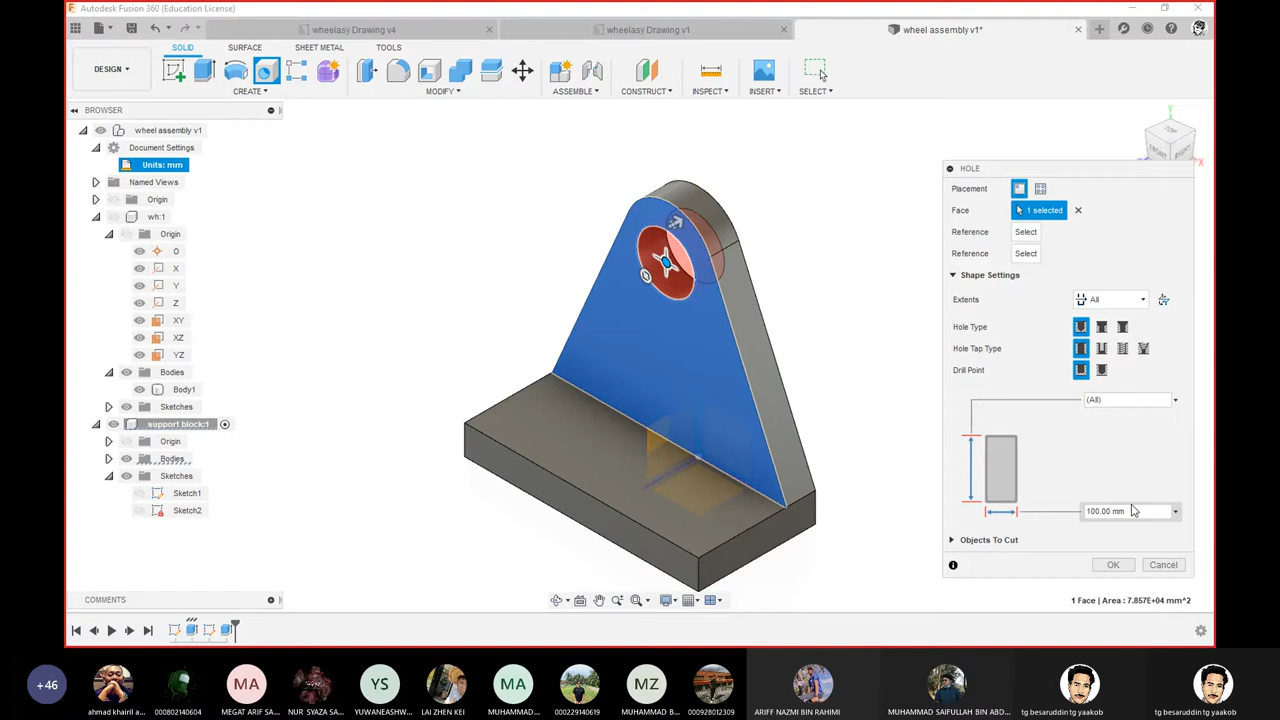 Autodesk Fusion 360 (Education License)
wheelasy Drawing v4
wheelasy Drawing v1
wheel assembly v1*
DESIGN
SOLID
SURFACE
SHEET METAL
TOOLS
CREATE
MODIFY
ASSEMBLE
CONSTRUCT
INSPECT
INSERT
SELECT
BROWSER
wheel assembly v1
Document Settings
Units: mm
Named Views
Origin
wh:1
Origin
O
X
Y
Z
XY
XZ
YZ
Bodies
Body1
Sketches
support block:1
Origin
Bodies
Sketches
Sketch1
Sketch2
TOP
FRONT
RIGHT
Y
X
HOLE
Placement
Face 1 selected
Reference Select
Reference Select
Shape Settings
Extents All
Hole Type
Hole Tap Type
Drill Point
(All)
100.00 mm
Objects To Cut
OK Cancel
COMMENTS
1 Face | Area : 7.857E+04 mm^2
+46
MA
YS
MA
MZ
ahmad khairil a...
000802140604
MEGAT ARIF SA...
NUR SYAZA SA...
YUWANEASHW...
LAI ZHEN KEI
MUHAMMAD...
000229140619
MUHAMMAD B...
000928012309
ARIFF NAZMI BIN RAHIMI
MUHAMMAD SAIFULLAH BIN ABD...
tg besaruddin tg yaakob
tg besaruddin tg yaakob